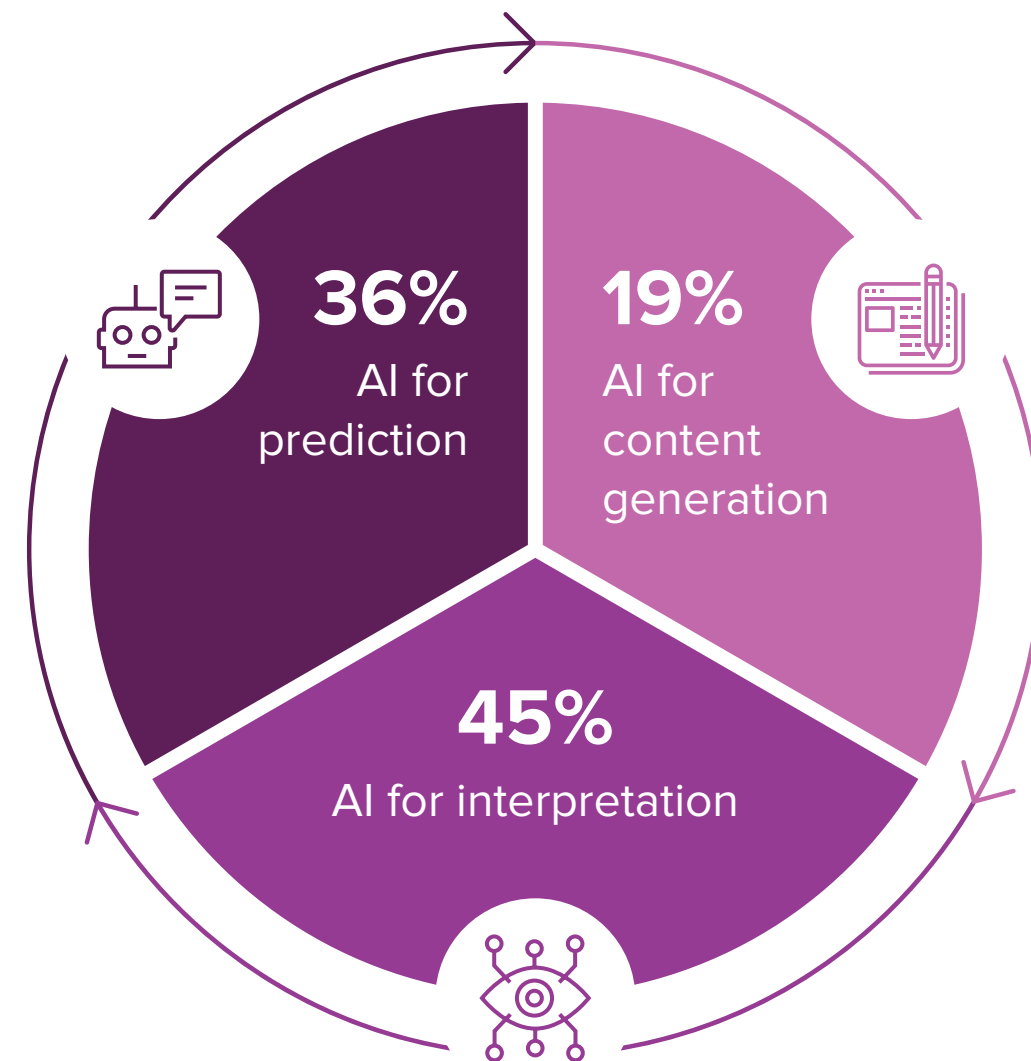 36%
AI for
prediction
19%
AI for
content
generation
45%
AI for interpretation